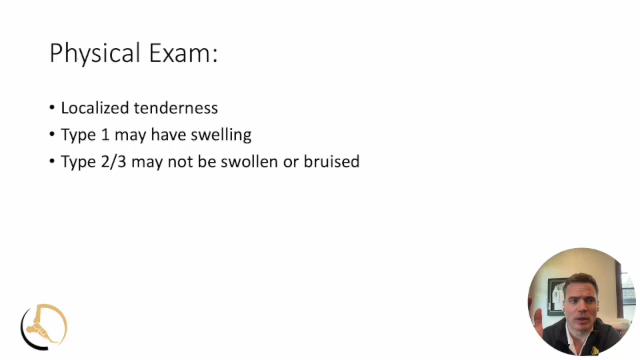 Physical Exam:
• Localized tenderness
• Type 1 may have swelling
• Type 2/3 may not be swollen or bruised